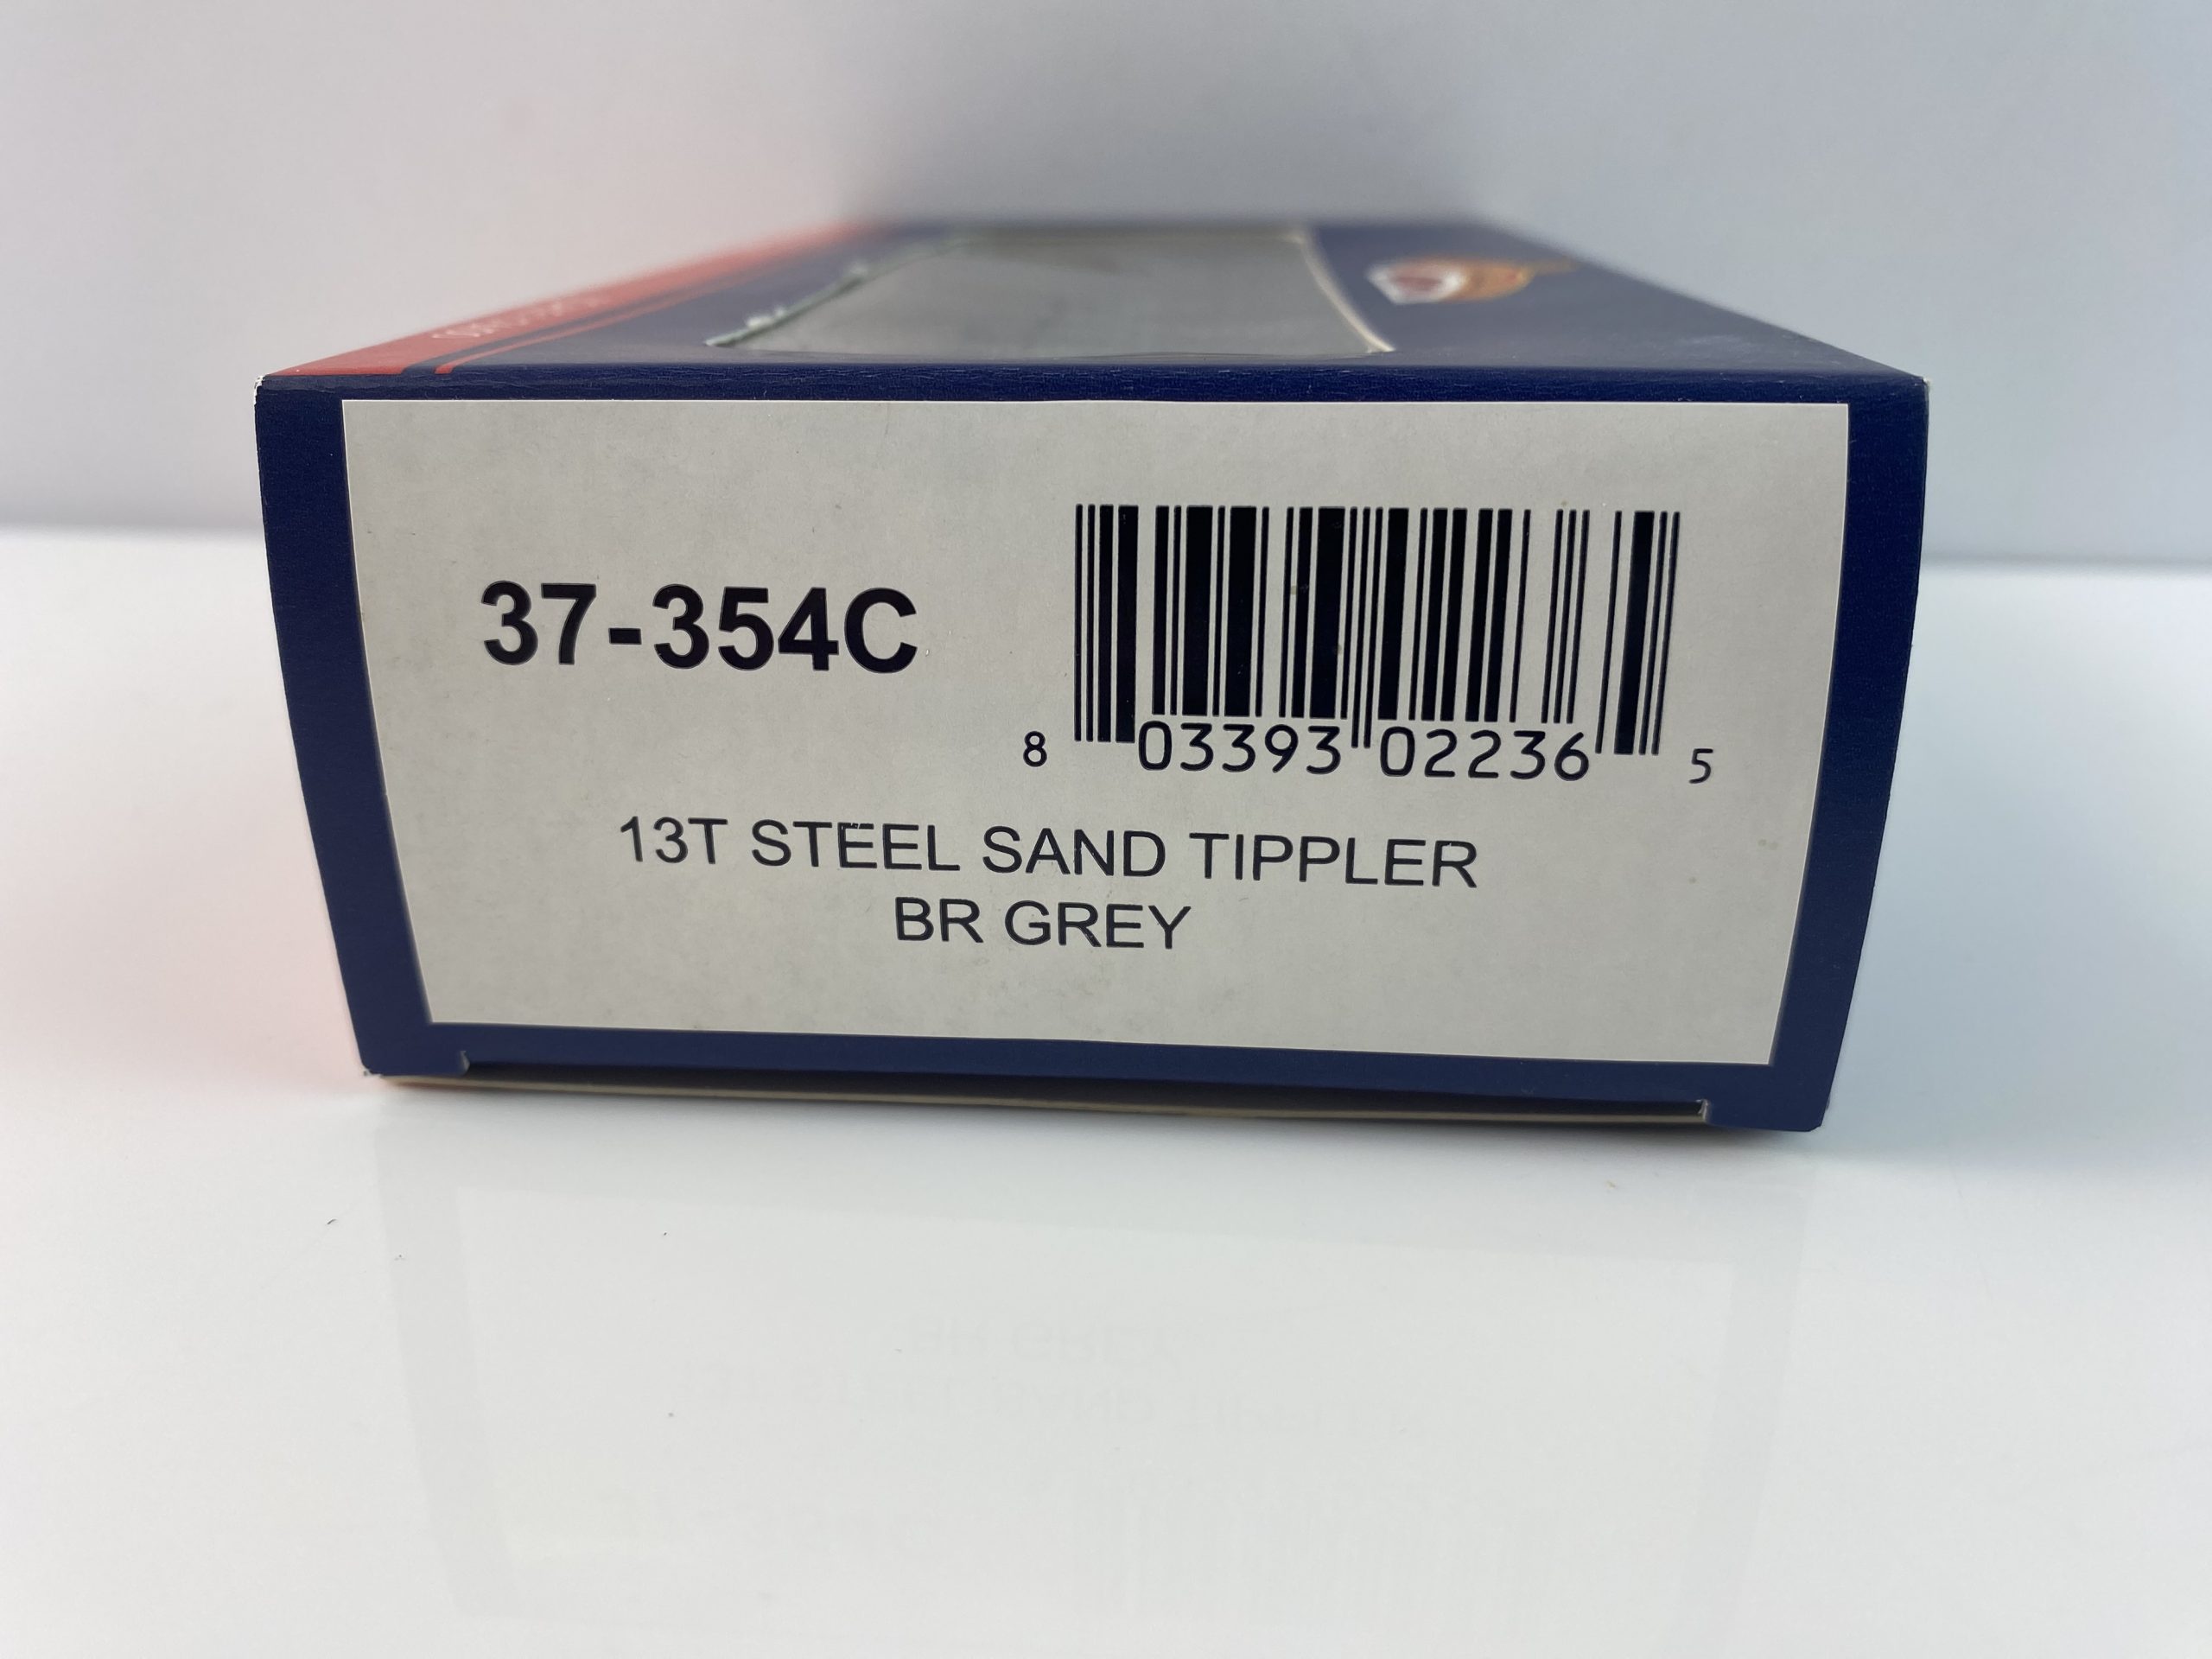 37-354C
8 03393 02236 5
13T STEEL SAND TIPPLER
BR GREY